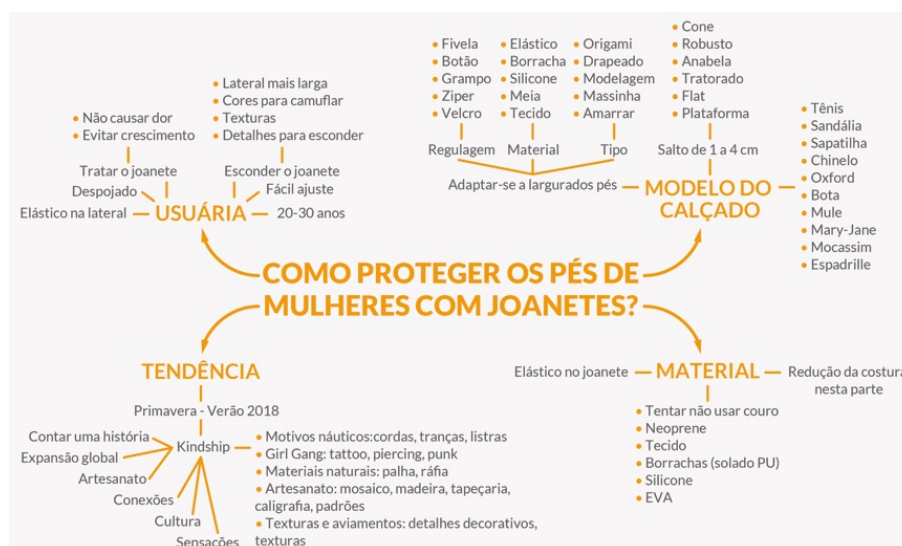 • Não causar dor
• Evitar crescimento
• Lateral mais larga
• Cores para camuflar
• Texturas
• Detalhes para esconder
Tratar o joanete
Esconder o joanete
Despojado
Fácil ajuste
Elástico na lateral
USUÁRIA
20-30 anos
• Fivela
• Botão
• Grampo
• Ziper
• Velcro
• Elástico
• Borracha
• Silicone
• Meia
• Tecido
• Origami
• Drapeado
• Modelagem
• Massinha
• Amarrar
• Cone
• Robusto
• Anabela
• Tratorado
• Flat
• Plataforma
Regulagem
Material
Tipo
Salto de 1 a 4 cm
Adaptar-se a largurados pés
MODELO DO
CALÇADO
• Tênis
• Sandália
• Sapatilha
• Chinelo
• Oxford
• Bota
• Mule
• Mary-Jane
• Mocassim
• Espadrille
COMO PROTEGER OS PÉS DE
MULHERES COM JOANETES?
TENDÊNCIA
Primavera - Verão 2018
Kindship
Contar uma história
Expansão global
Artesanato
Conexões
Cultura
Sensações
• Motivos náuticos:cordas, tranças, listras
• Girl Gang: tattoo, piercing, punk
• Materiais naturais: palha, ráfia
• Artesanato: mosaico, madeira, tapeçaria,
caligrafia, padrões
• Texturas e aviamentos: detalhes decorativos,
texturas
Elástico no joanete
MATERIAL
Redução da costura
nesta parte
• Tentar não usar couro
• Neoprene
• Tecido
• Borrachas (solado PU)
• Silicone
• EVA